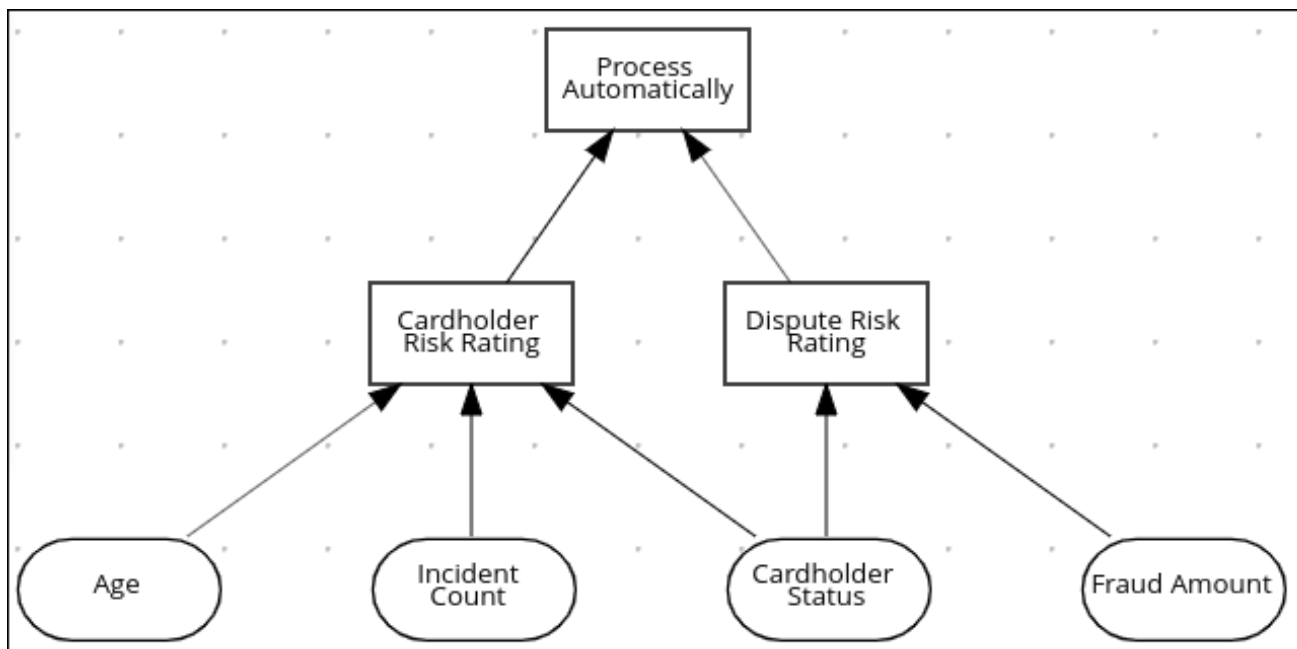 Process
Automatically
Cardholder
Risk Rating
Dispute Risk
Rating
Age
Incident
Count
Cardholder
Status
Fraud Amount